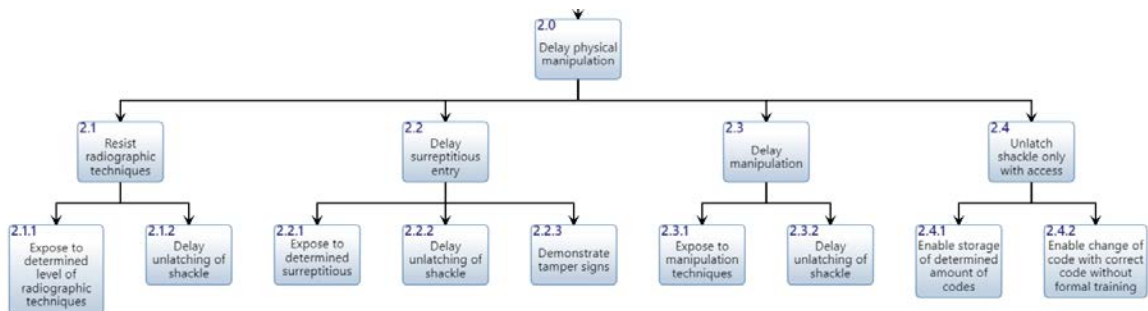 2.0
Delay physical
manipulation
2.1
Resist
radiographic
techniques
2.2
Delay
surreptitious
entry
2.3
Delay
manipulation
2.4
Unlatch
shackle only
with access
2.1.1
Expose to
determined
level of
radiographic
techniques
2.1.2
Delay
unlatching of
shackle
2.2.1
Expose to
determined
surreptitious
2.2.2
Delay
unlatching of
shackle
2.2.3
Demonstrate
tamper signs
2.3.1
Expose to
manipulation
techniques
2.3.2
Delay
unlatching of
shackle
2.4.1
Enable storage
of determined
amount of
codes
2.4.2
Enable change of
code with correct
code without
formal training